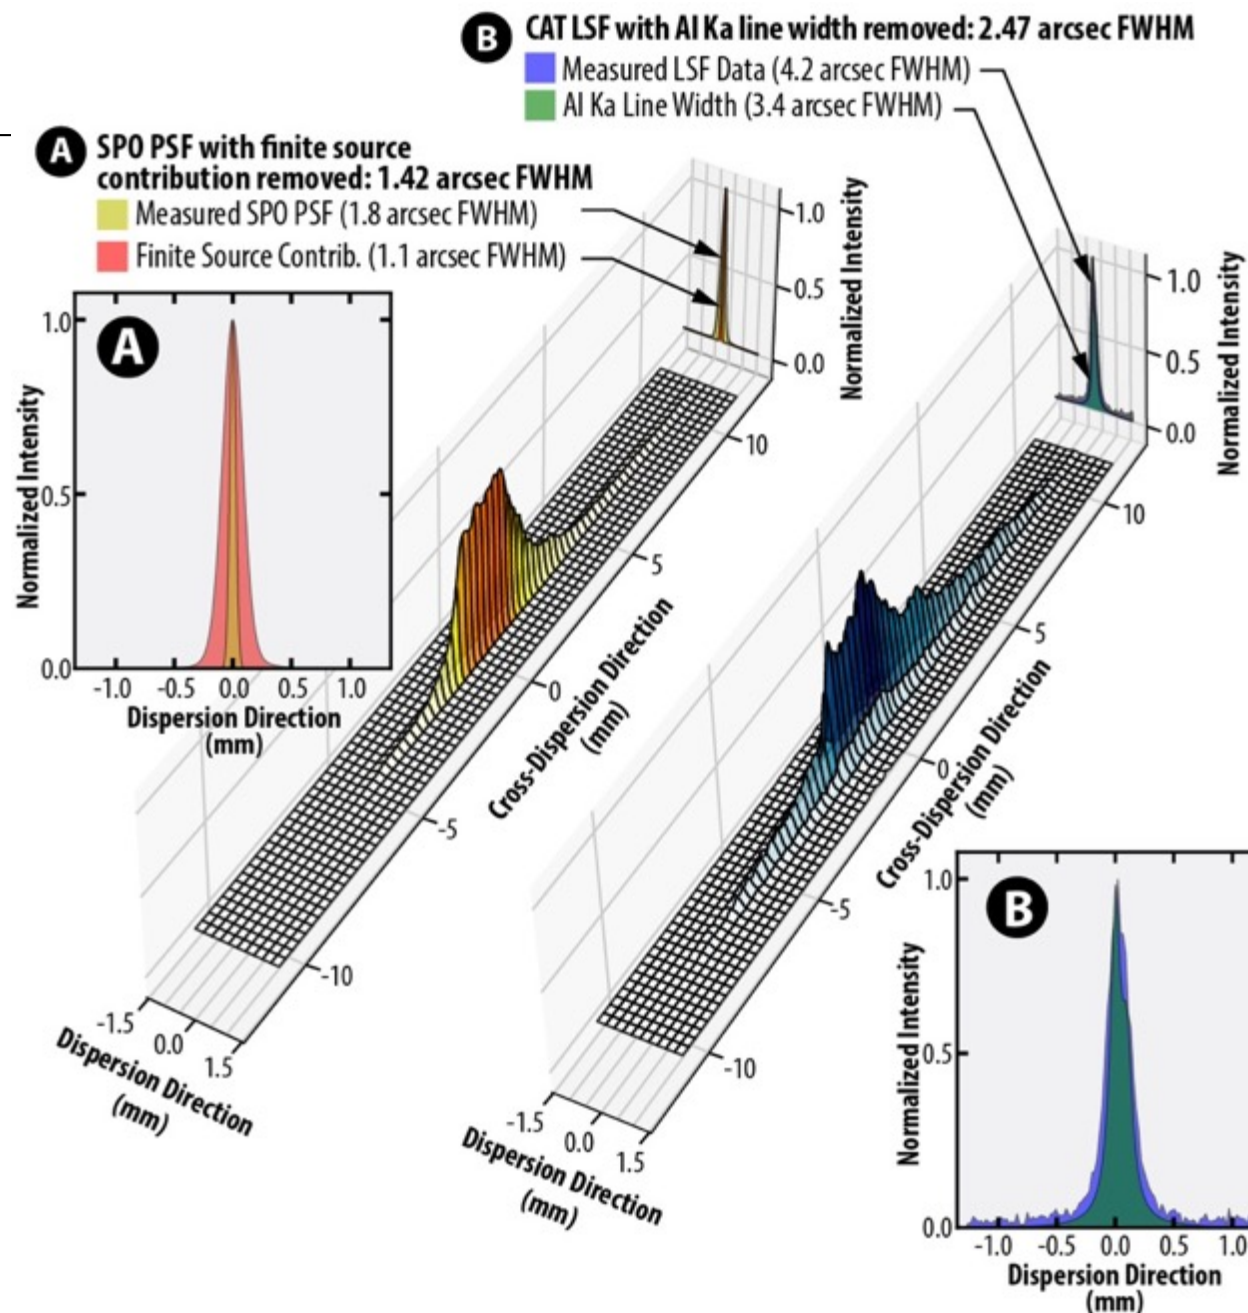 B CAT LSF with Al Ka line width removed: 2.47 arcsec FWHM
Measured LSF Data (4.2 arcsec FWHM)
Al Ka Line Width (3.4 arcsec FWHM)
A SPO PSF with finite source
contribution removed: 1.42 arcsec FWHM
Measured SPO PSF (1.8 arcsec FWHM)
Finite Source Contrib. (1.1 arcsec FWHM)
A
1.0
0.5
0.0
Normalized Intensity
-1.0 -0.5 0.0 0.5 1.0
Dispersion Direction
(mm)
1.0
0.5
0.0
Normalized Intensity
10
5
0
-5
-10
Cross-Dispersion Direction
(mm)
-1.5
0.0
1.5
Dispersion Direction
(mm)
1.0
0.5
0.0
Normalized Intensity
10
5
0
-5
-10
Cross-Dispersion Direction
(mm)
-1.5
0.0
1.5
Dispersion Direction
(mm)
B
1.0
0.5
0.0
Normalized Intensity
-1.0 -0.5 0.0 0.5 1.0
Dispersion Direction
(mm)